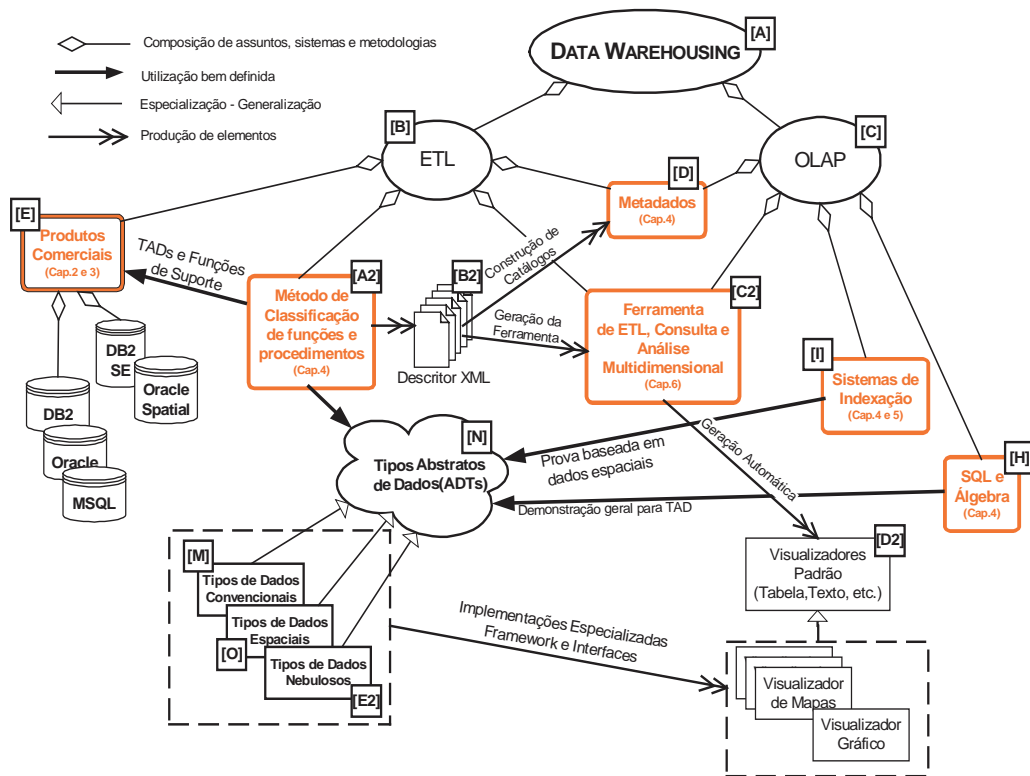 [A]
DATA WAREHOUSING
Composição de assuntos, sistemas e metodologias
Utilização bem definida
Especialização - Generalização
Produção de elementos
[B]
ETL
[C]
OLAP
[D]
Metadados
(Cap.4)
[E]
Produtos
Comerciais
(Cap.2 e 3)
TADs e Funções
de Suporte
[A2]
Método de
Classificação
de funções e
procedimentos
(Cap.4)
[B2]
Descritor XML
Construção de
Catálogos
Geração da
Ferramenta
[C2]
Ferramenta
de ETL, Consulta e
Análise
Multidimensional
(Cap.6)
[I]
Sistemas de
Indexação
(Cap.4 e 5)
[H]
SQL e
Álgebra
(Cap.4)
DB2
SE
Oracle
Spatial
DB2
Oracle
MSQL
[N]
Tipos Abstratos
de Dados(ADTs)
Prova baseada em
dados espaciais
Demonstração geral para TAD
Geração Automática
[D2]
Visualizadores
Padrão
(Tabela,Texto, etc.)
[M]
Tipos de Dados
Convencionais
Tipos de Dados
Espaciais
[O]
Tipos de Dados
Nebulosos
[E2]
Implementações Especializadas
Framework e Interfaces
Visualizador
de Mapas
Visualizador
Gráfico